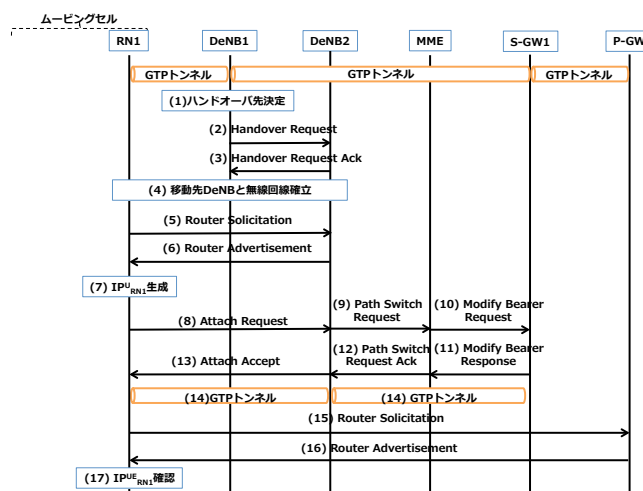 ムービングセル
RN1
DeNB1
DeNB2
MME
S-GW1
P-GW
GTPトンネル
GTPトンネル
GTPトンネル
(1)ハンドオーバ先決定
(2) Handover Request
(3) Handover Request Ack
(4) 移動先DeNBと無線回線確立
(5) Router Solicitation
(6) Router Advertisement
(7) IPᵁRN1生成
(8) Attach Request
(9) Path Switch
Request
(10) Modify Bearer
Request
(13) Attach Accept
(12) Path Switch
Request Ack
(11) Modify Bearer
Response
(14)GTPトンネル
(14) GTPトンネル
(15) Router Solicitation
(16) Router Advertisement
(17) IPᵁᴱRN1確認